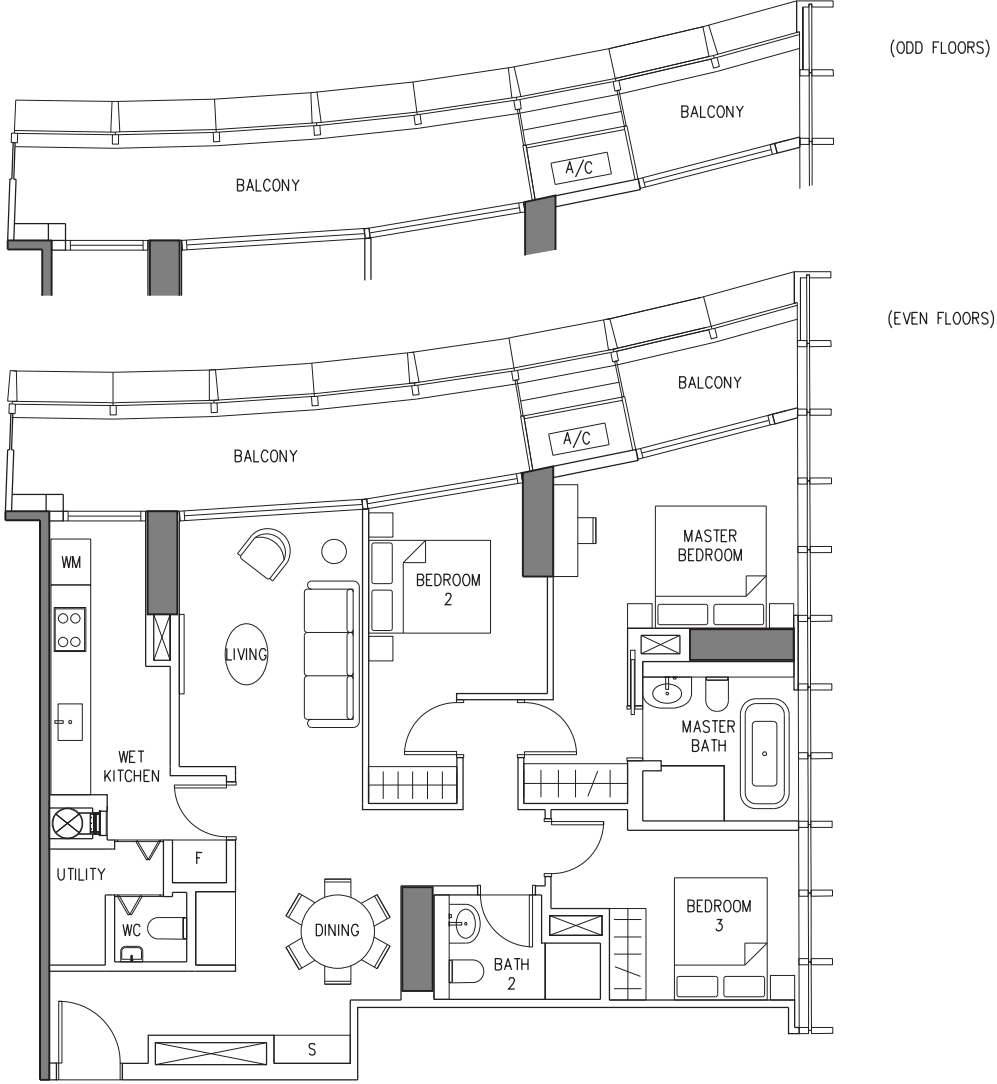 (ODD FLOORS)
BALCONY
A/C
BALCONY
(EVEN FLOORS)
BALCONY
A/C
BALCONY
WM
MASTER
BEDROOM
BEDROOM
2
LIVING
MASTER
BATH
WET
KITCHEN
F
UTILITY
WC
DINING
BEDROOM
3
BATH
2
S